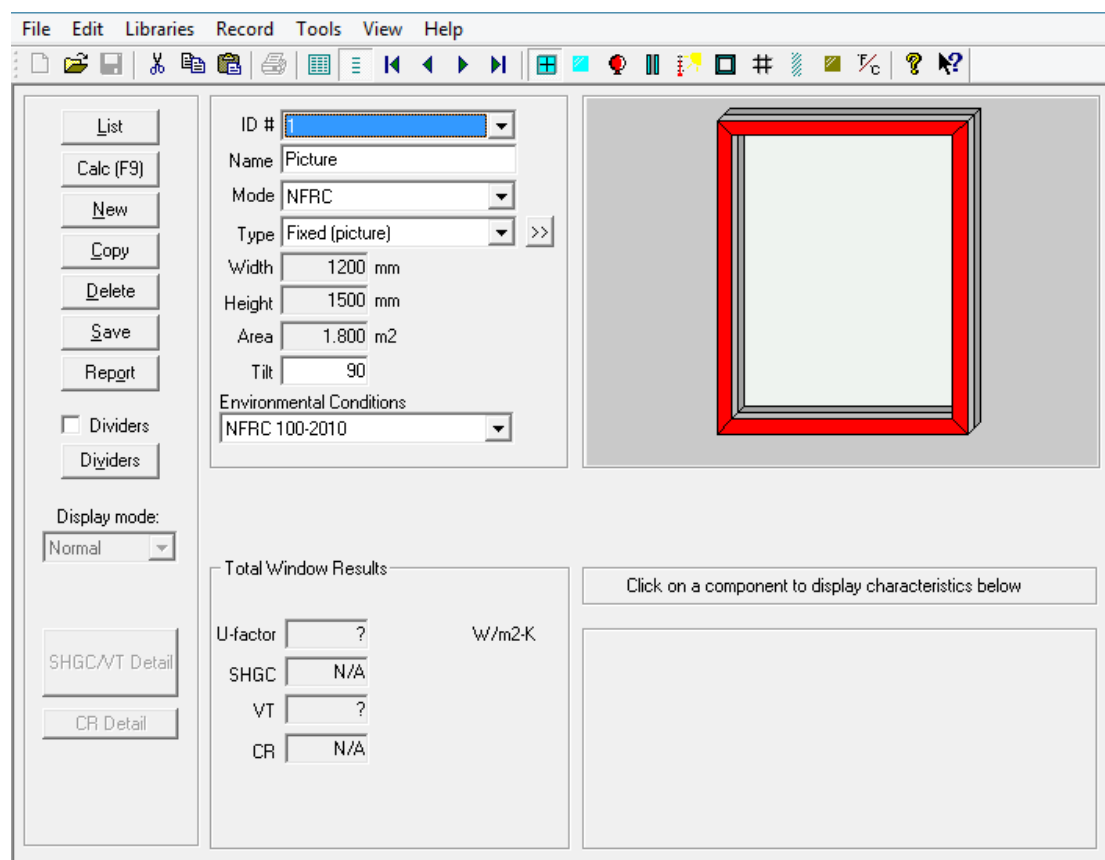 File Edit Libraries Record Tools View Help
°F/C ? ?
List
Calc (F9)
New
Copy
Delete
Save
Report
Dividers
Dividers
Display mode:
Normal
SHGC/VT Detail
CR Detail
ID # 1
Name Picture
Mode NFRC
Type Fixed (picture) >>
Width 1200 mm
Height 1500 mm
Area 1.800 m2
Tilt 90
Environmental Conditions
NFRC 100-2010
Total Window Results
U-factor ? W/m2-K
SHGC N/A
VT ?
CR N/A
Click on a component to display characteristics below